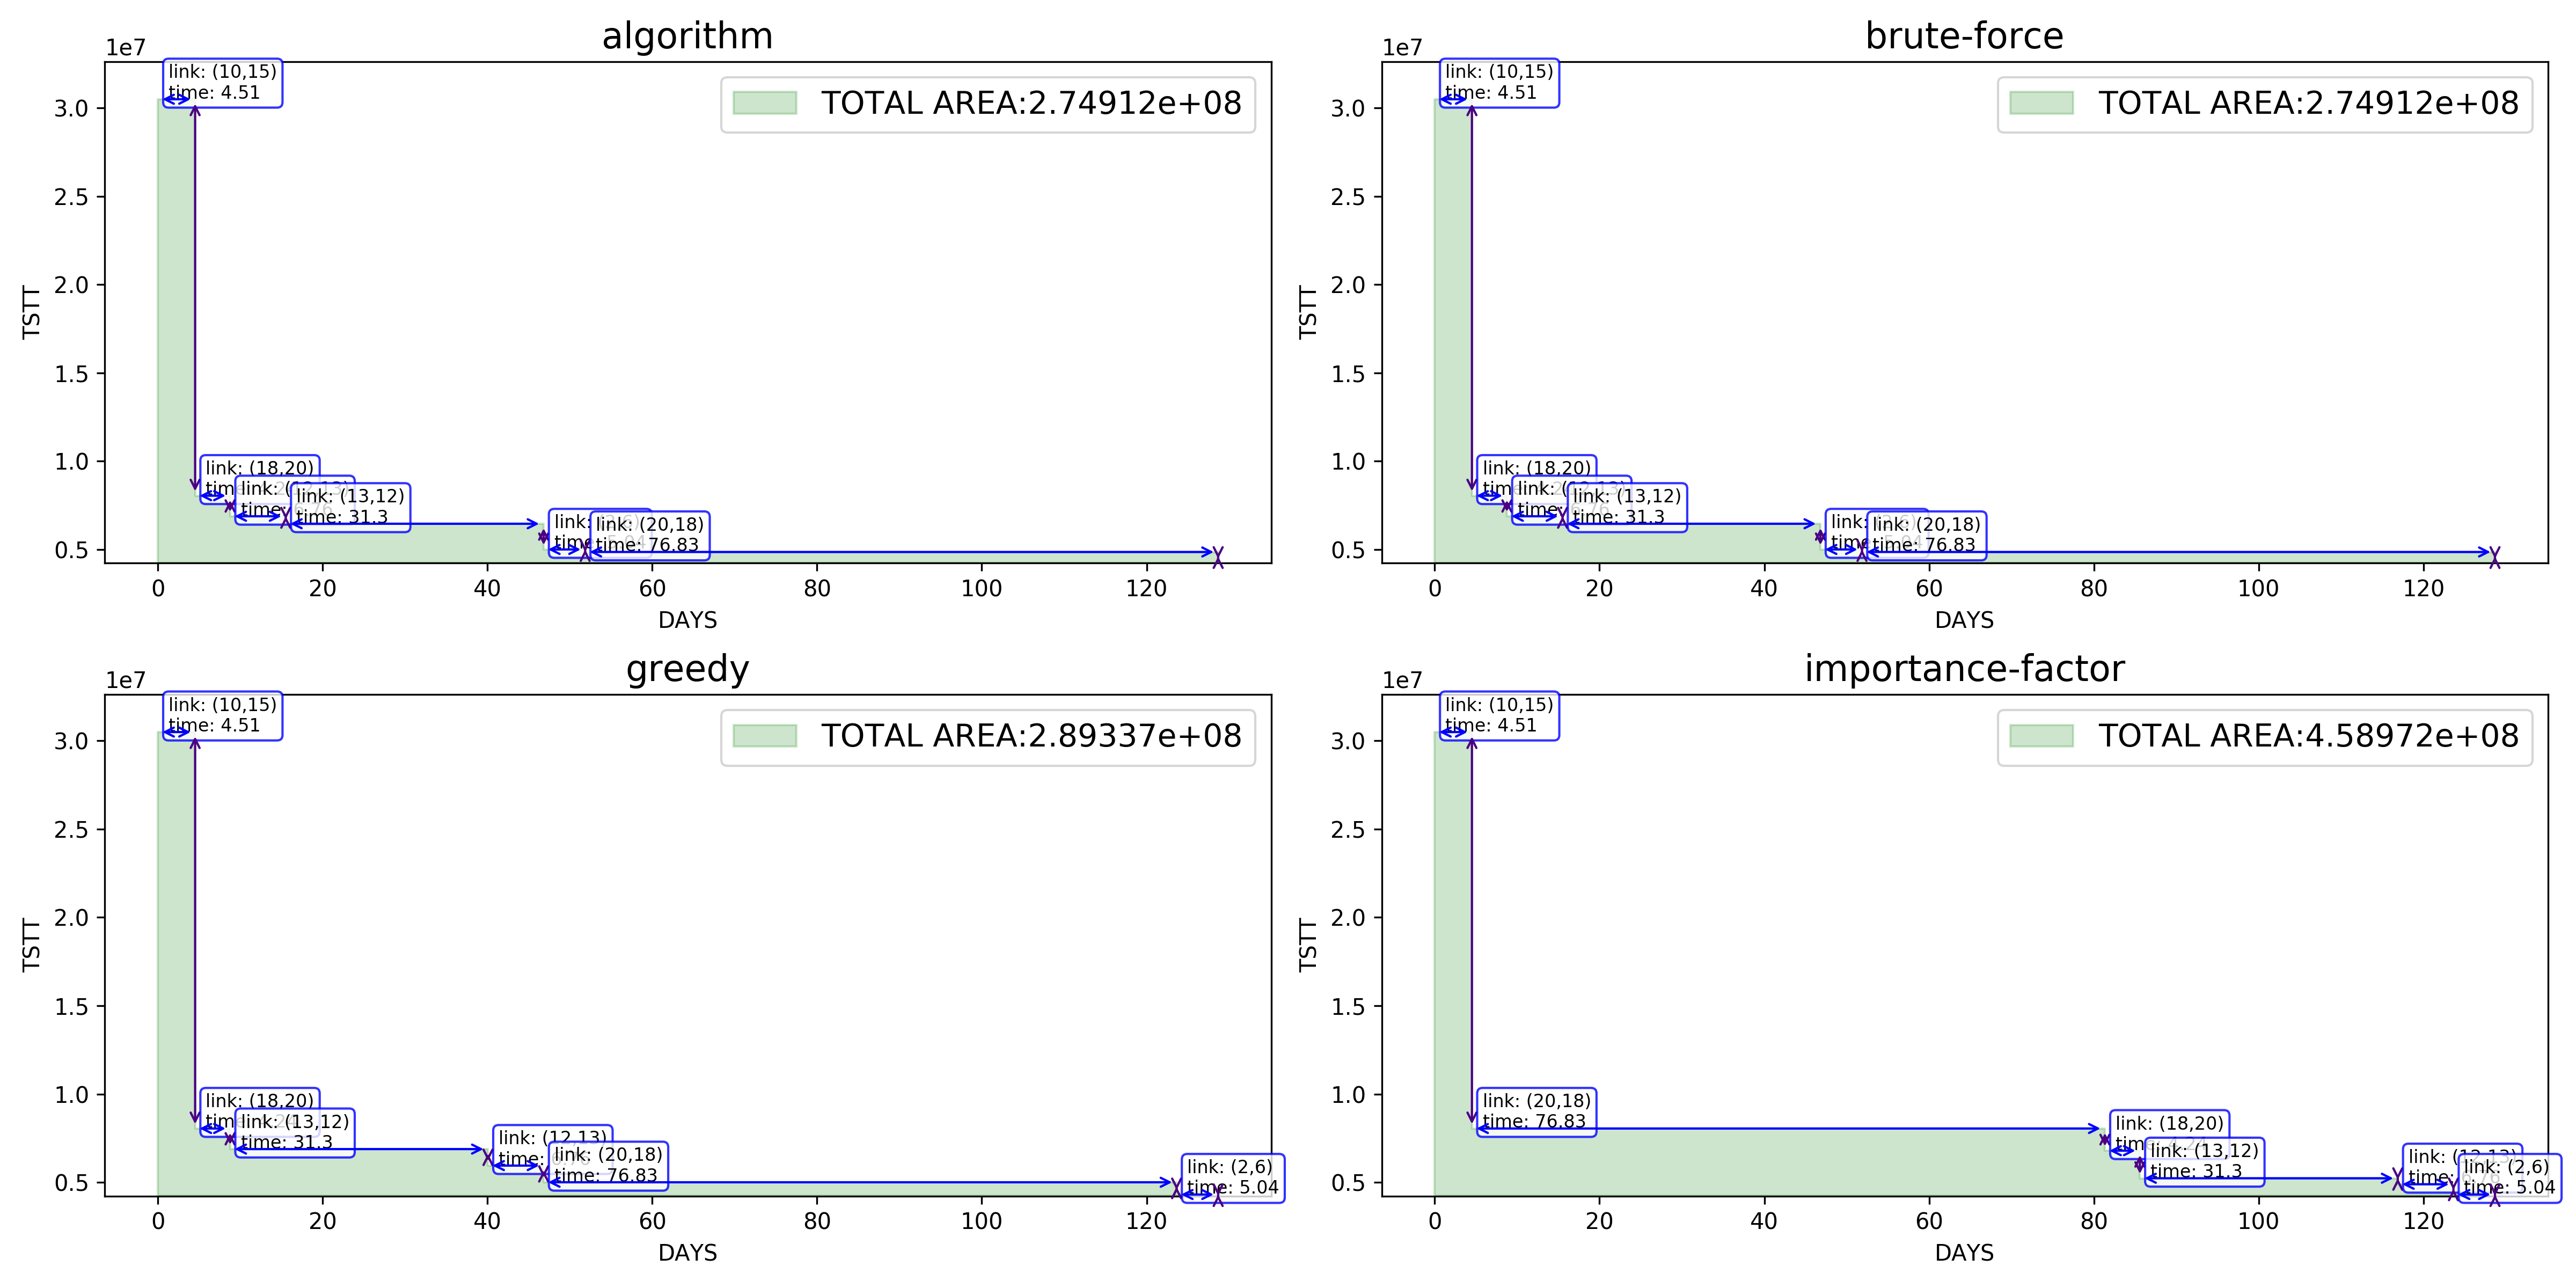 algorithm
1e7
TOTAL AREA:2.74912e+08
link: (10,15)
time: 4.51
link: (18,20)
link:
link: (13,12)
time: 31.3
link:
link: (20,18)
time: 76.83
TSTT
3.0
2.5
2.0
1.5
1.0
0.5
0
20
40
60
80
100
120
DAYS
brute-force
1e7
TOTAL AREA:2.74912e+08
link: (10,15)
time: 4.51
link: (18,20)
link:
link: (13,12)
time: 31.3
link:
link: (20,18)
time: 76.83
TSTT
3.0
2.5
2.0
1.5
1.0
0.5
0
20
40
60
80
100
120
DAYS
greedy
1e7
TOTAL AREA:2.89337e+08
link: (10,15)
time: 4.51
link: (18,20)
link: (13,12)
time: 31.3
link: (12,13)
link: (20,18)
time: 76.83
link: (2,6)
time: 5.04
TSTT
3.0
2.5
2.0
1.5
1.0
0.5
0
20
40
60
80
100
120
DAYS
importance-factor
1e7
TOTAL AREA:4.58972e+08
link: (10,15)
time: 4.51
link: (20,18)
time: 76.83
link: (18,20)
link: (13,12)
time: 31.3
link: (12,13)
link: (2,6)
time: 5.04
TSTT
3.0
2.5
2.0
1.5
1.0
0.5
0
20
40
60
80
100
120
DAYS